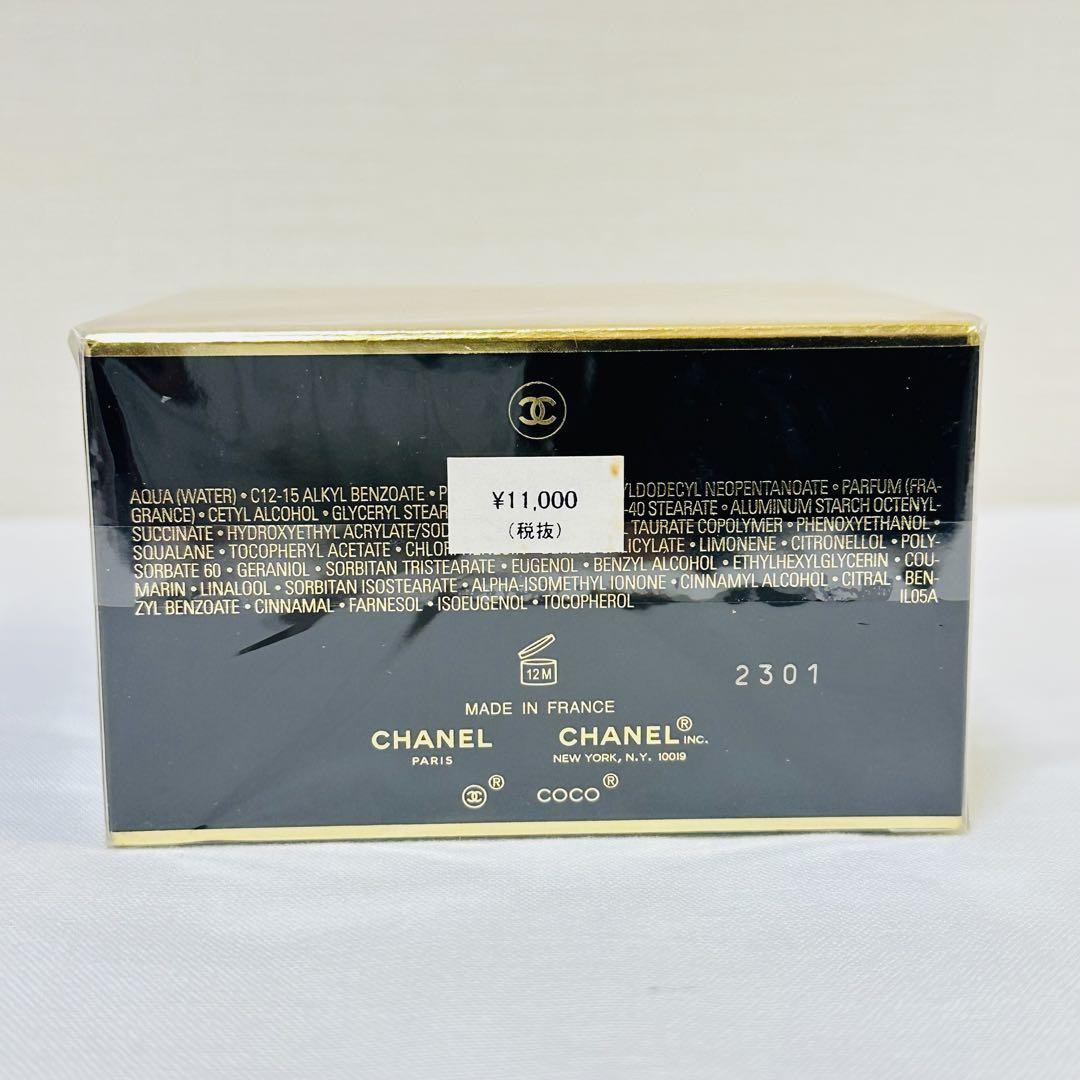 ¥11,000
(税抜)
AQUA (WATER) • C12-15 ALKYL BENZOATE • P YLDODECYL NEOPENTANOATE • PARFUM (FRA-
GRANCE) • CETYL ALCOHOL • GLYCERYL STEAR -40 STEARATE • ALUMINUM STARCH OCTENYL-
SUCCINATE • HYDROXYETHYL ACRYLATE/SOD TAURATE COPOLYMER • PHENOXYETHANOL •
SQUALANE • TOCOPHERYL ACETATE • CHLOR ICYLATE • LIMONENE • CITRONELLOL • POLY-
SORBATE 60 • GERANIOL • SORBITAN TRISTEARATE • EUGENOL • BENZYL ALCOHOL • ETHYLHEXYLGLYCERIN • COU-
MARIN • LINALOOL • SORBITAN ISOSTEARATE • ALPHA-ISOMETHYL IONONE • CINNAMYL ALCOHOL • CITRAL • BEN-
ZYL BENZOATE • CINNAMAL • FARNESOL • ISOEUGENOL • TOCOPHEROL IL05A
12M
2301
MADE IN FRANCE
CHANEL CHANEL® INC.
PARIS NEW YORK, N.Y. 10019
® COCO®